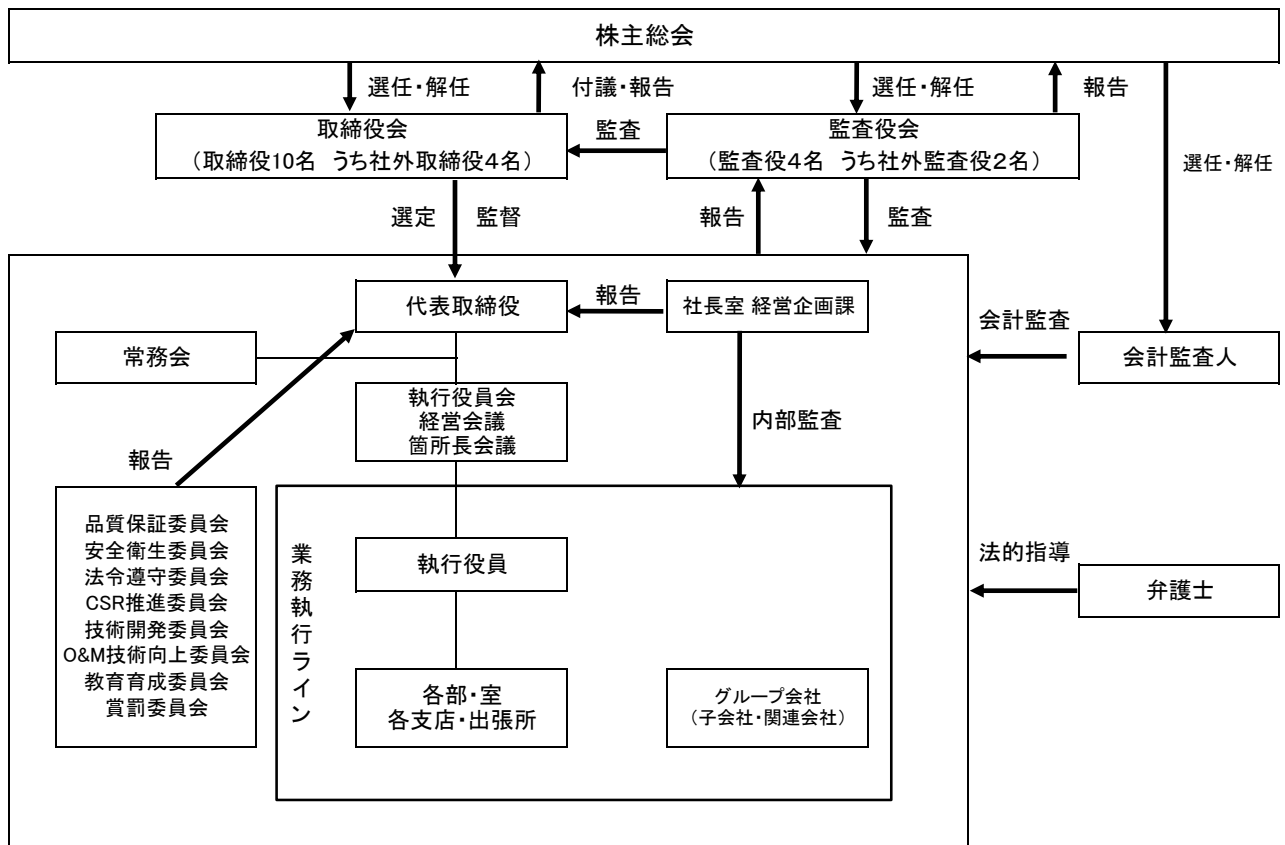 株主総会
選任・解任
付議・報告
選任・解任
報告
取締役会
（取締役10名　うち社外取締役4名）
監査
監査役会
（監査役4名　うち社外監査役2名）
選任・解任
選定
監督
報告
監査
代表取締役
報告
社長室 経営企画課
会計監査
会計監査人
常務会
執行役員会
経営会議
箇所長会議
内部監査
報告
品質保証委員会
安全衛生委員会
法令遵守委員会
CSR推進委員会
技術開発委員会
O&M技術向上委員会
教育育成委員会
賞罰委員会
業務執行ライン
執行役員
法的指導
弁護士
各部・室
各支店・出張所
グループ会社
（子会社・関連会社）